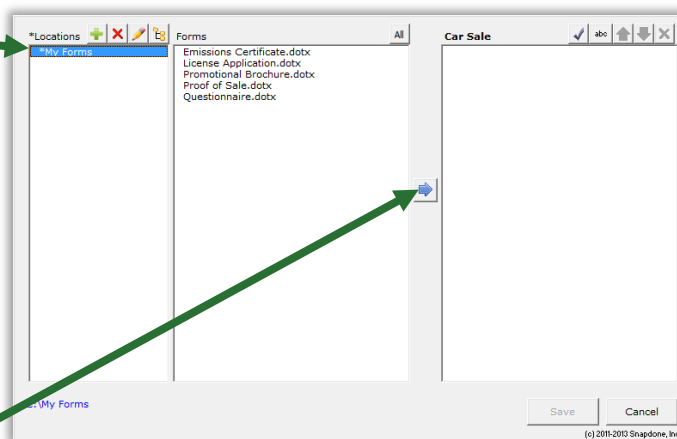 *Locations
Forms
All
Car Sale
abc
*My Forms
Emissions Certificate.dotx
License Application.dotx
Promotional Brochure.dotx
Proof of Sale.dotx
Questionnaire.dotx
:\My Forms
Save
Cancel
(c) 2011-2013 Snapdone, Inc